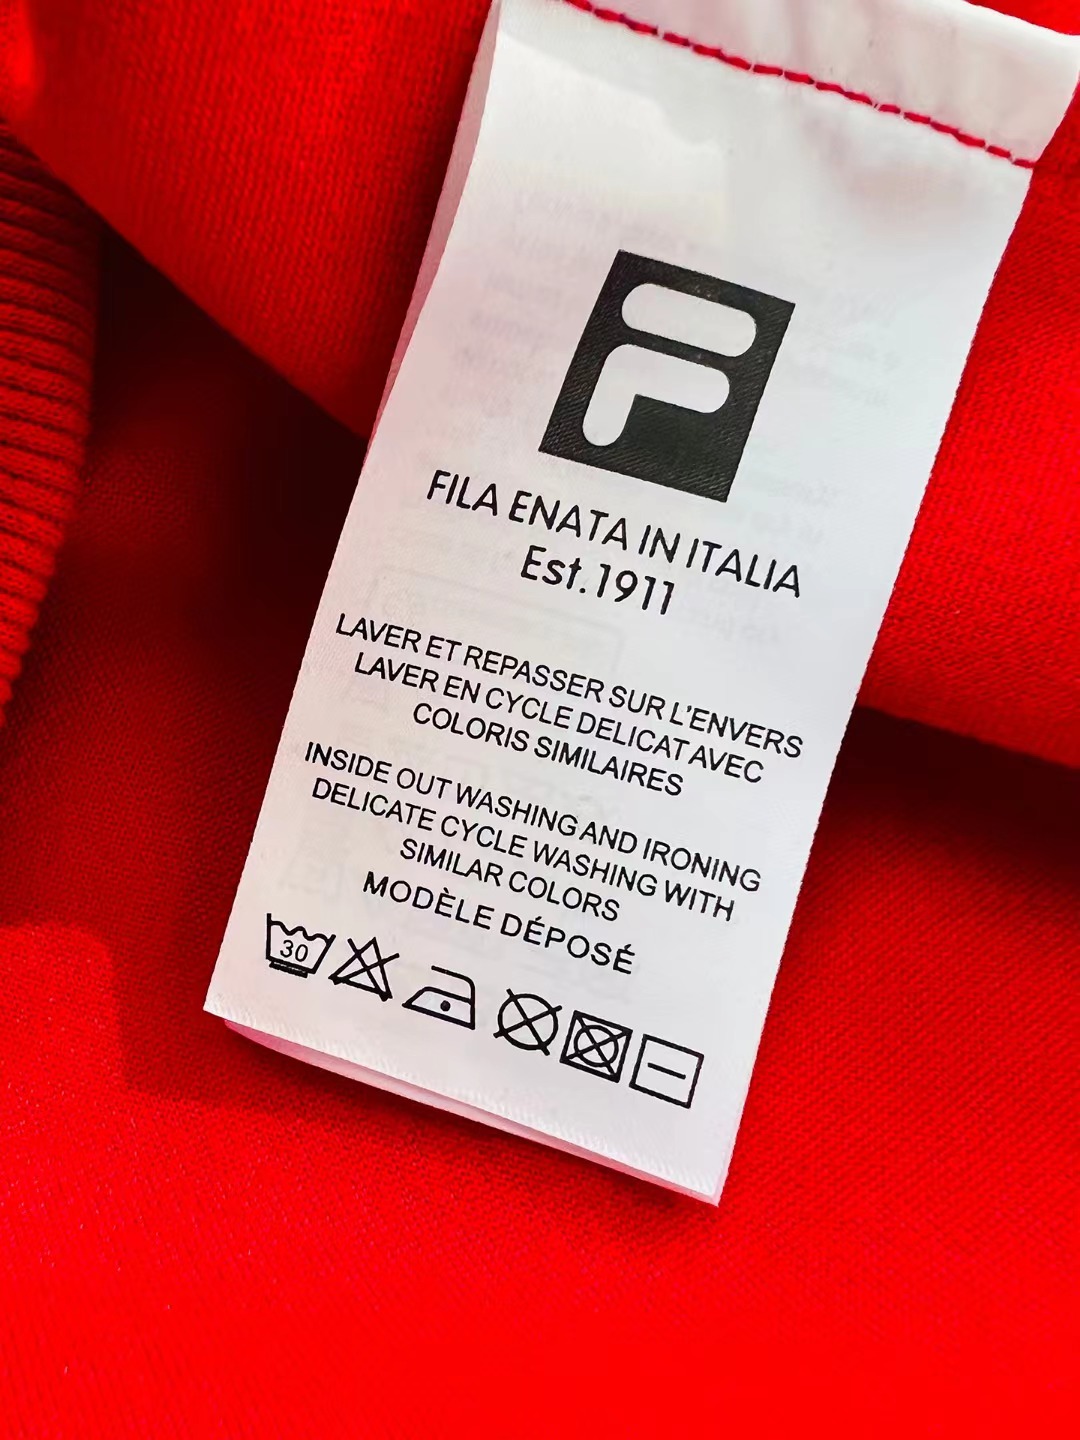 FILA ENATA IN ITALIA
Est.1911
LAVER ET REPASSER SUR L'ENVERS
LAVER EN CYCLE DELICAT AVEC
COLORIS SIMILAIRES
INSIDE OUT WASHING AND IRONING
DELICATE CYCLE WASHING WITH
SIMILAR COLORS
MODÈLE DÉPOSÉ
30